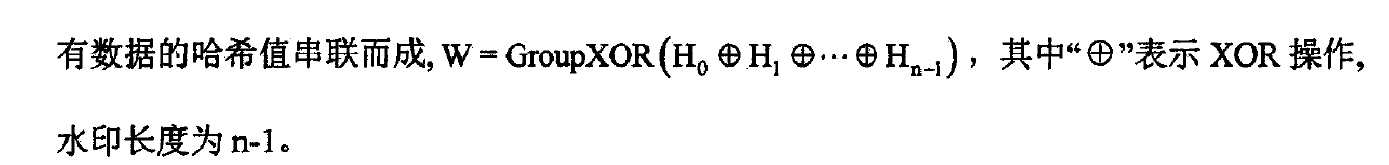 有数据的哈希值串联而成, W = GroupXOR(H₀ ⊕ H₁ ⊕ ⋯ ⊕ Hₙ₋₁)，其中“⊕”表示 XOR 操作,
水印长度为 n-1。